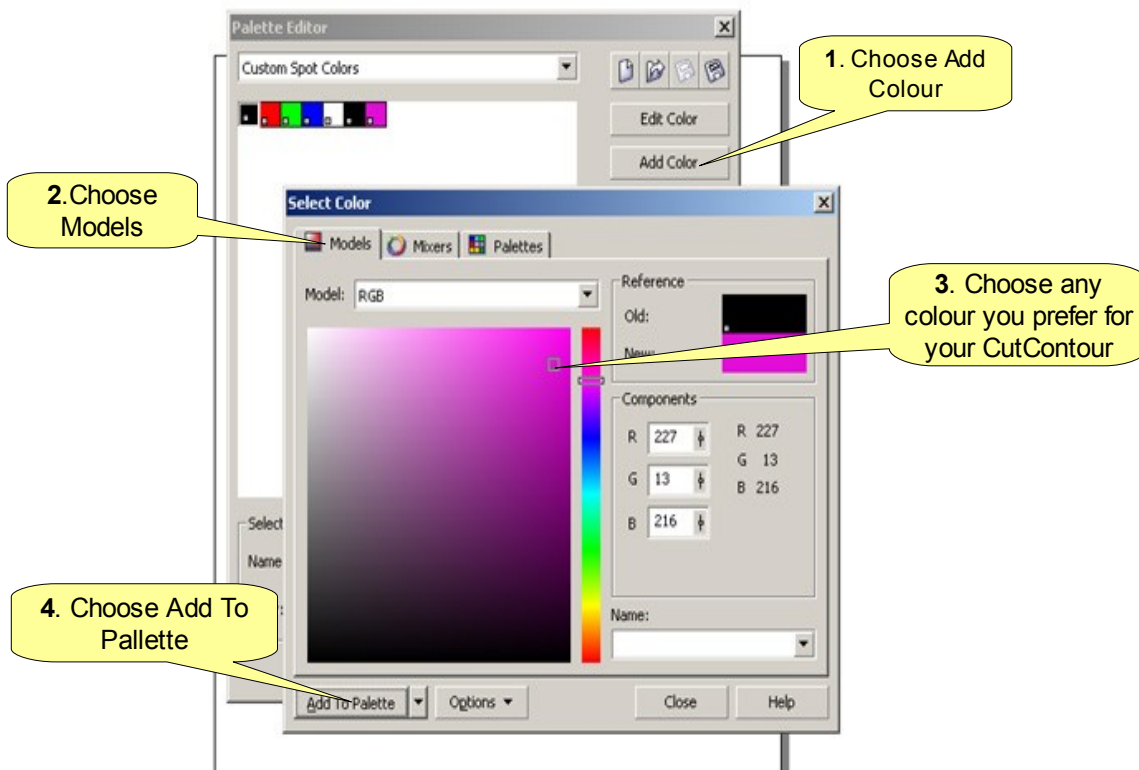 Palette Editor
Custom Spot Colors
Edit Color
Add Color
1. Choose Add
Colour
2.Choose
Models
Select Color
Models
Mixers
Palettes
Model:
RGB
Reference
Old:
New:
3. Choose any
colour you prefer for
your CutContour
Components
R 227
R 227
G 13
G 13
B 216
B 216
Select
Name
Name:
4. Choose Add To
Pallette
Add To Palette
Options
Close
Help